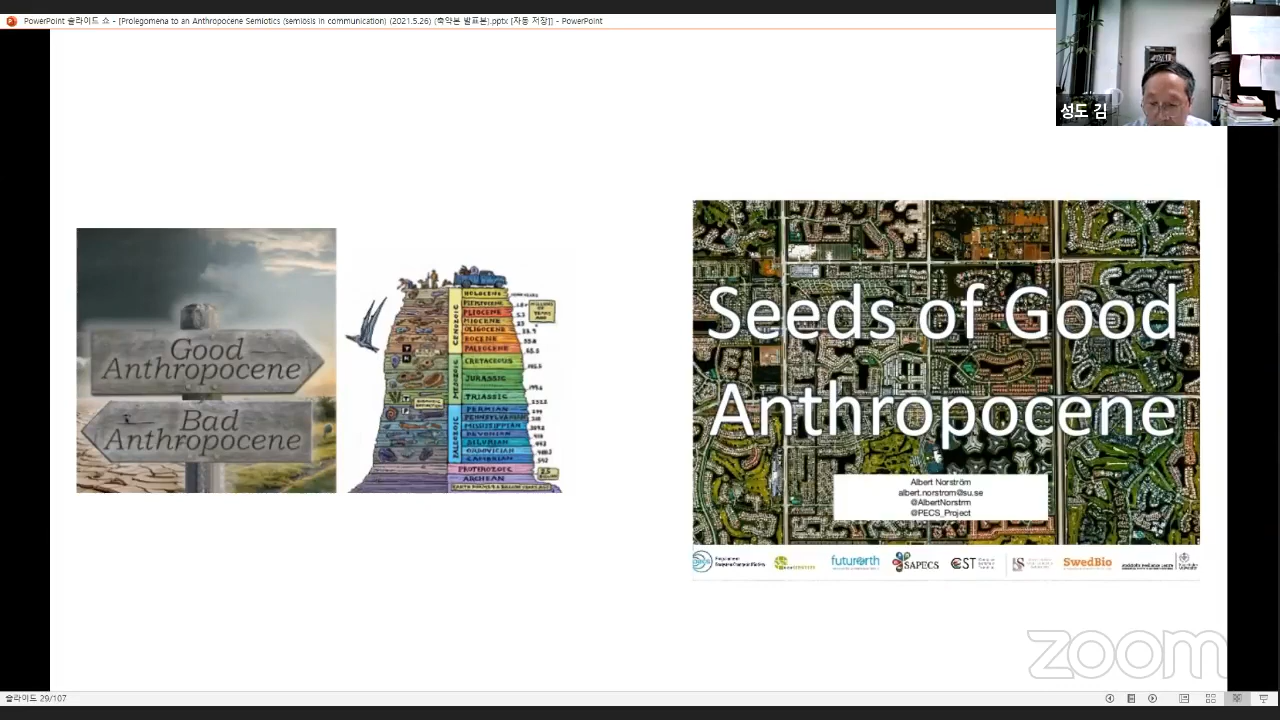 PowerPoint 슬라이드 쇼 - [Prolegomena to an Anthropocene Semiotics (semiosis in communication) (2021.5.26) (축약본 발표본).pptx [자동 저장]] - PowerPoint
성도 김
Good
Anthropocene
Bad
Anthropocene
CENOZOIC
HOLOCENE
PLEISTOCENE
PLIOCENE
MIOCENE
OLIGOCENE
EOCENE
PALEOCENE
MESOZOIC
CRETACEOUS
JURASSIC
TRIASSIC
PALEOZOIC
PERMIAN
PENNSYLVANIAN
MISSISSIPPIAN
DEVONIAN
SILURIAN
ORDOVICIAN
CAMBRIAN
PROTEROZOIC
ARCHEAN
Seeds of Good
Anthropocene
Albert Norström
albert.norstrom@su.se
@AlbertNorstrm
@PECS_Project
futurearth
SAPECS
CST
SwedBio
zoom
슬라이드 29/107